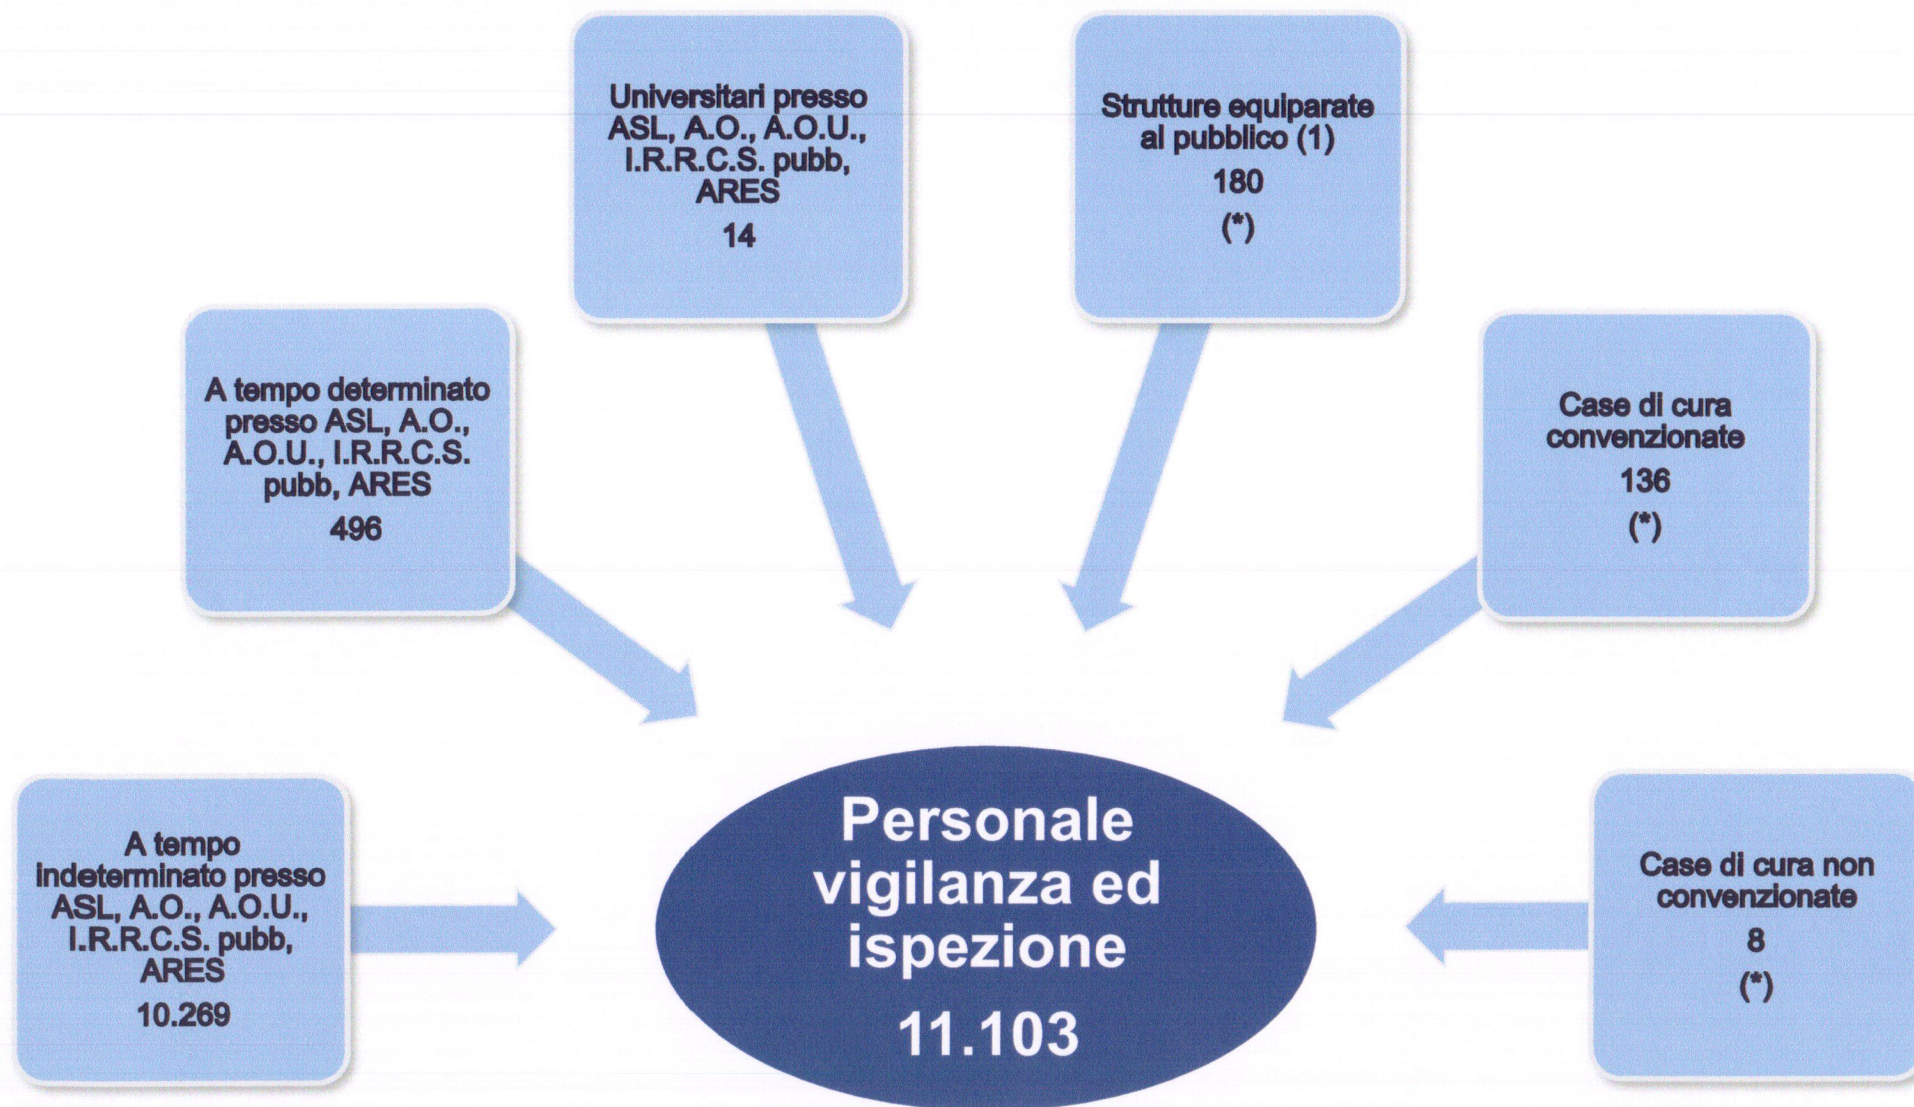 Universitari presso
ASL, A.O., A.O.U.,
I.R.R.C.S. pubb,
ARES
14
Strutture equiparate
al pubblico (1)
180
(*)
A tempo determinato
presso ASL, A.O.,
A.O.U., I.R.R.C.S.
pubb, ARES
496
Case di cura
convenzionate
136
(*)
A tempo
indeterminato presso
ASL, A.O., A.O.U.,
I.R.R.C.S. pubb,
ARES
10.269
Personale
vigilanza ed
ispezione
11.103
Case di cura non
convenzionate
8
(*)